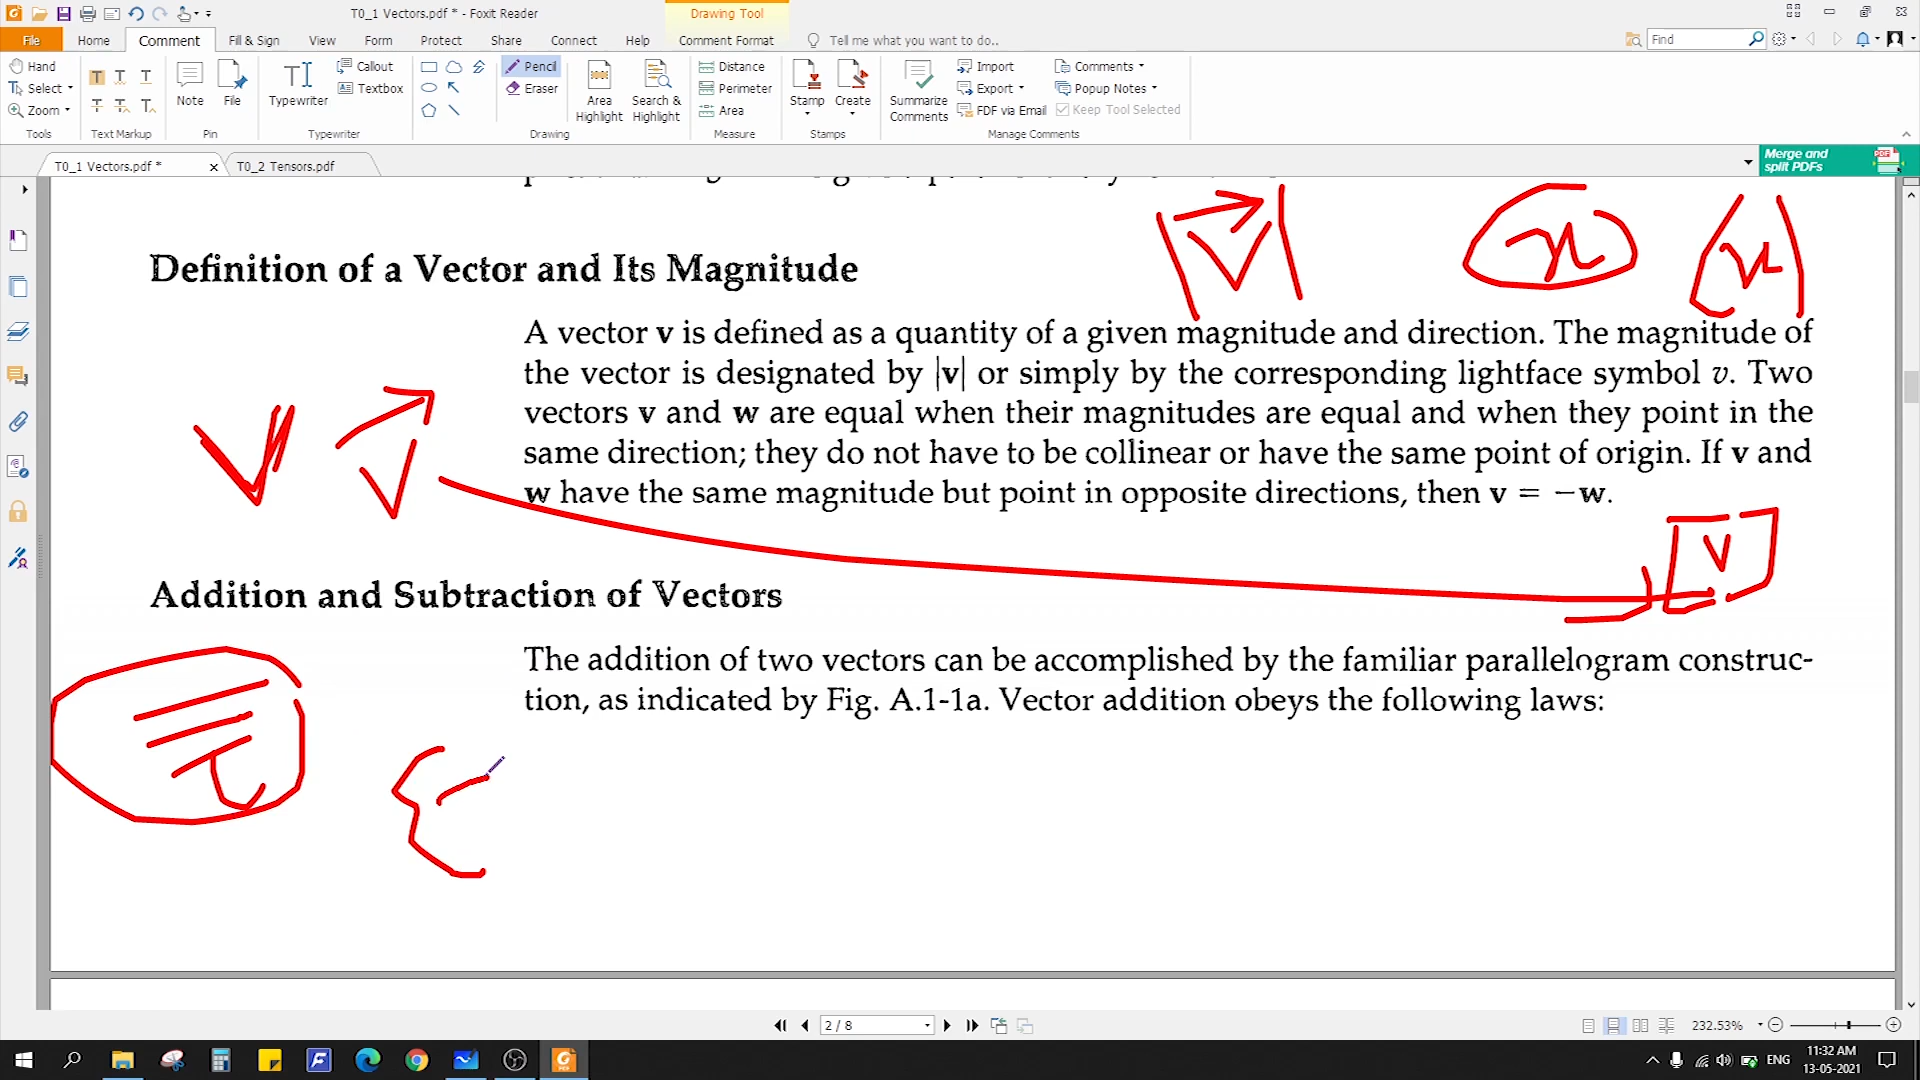 T0_1 Vectors.pdf * - Foxit Reader
Drawing Tool
File Home Comment Fill & Sign View Form Protect Share Connect Help Comment Format Tell me what you want to do.. Find
Hand Callout Pencil Distance Import Comments
Select Note File Typewriter Textbox Eraser Area Highlight Search & Highlight Perimeter Stamp Create Summarize Comments Export Popup Notes
Zoom Area FDF via Email Keep Tool Selected
Tools Text Markup Pin Typewriter Drawing Measure Stamps Manage Comments
T0_1 Vectors.pdf * x T0_2 Tensors.pdf Merge and split PDFs
Definition of a Vector and Its Magnitude
|V| x |x|
A vector v is defined as a quantity of a given magnitude and direction. The magnitude of
the vector is designated by |v| or simply by the corresponding lightface symbol v. Two
vectors v and w are equal when their magnitudes are equal and when they point in the
same direction; they do not have to be collinear or have the same point of origin. If v and
w have the same magnitude but point in opposite directions, then v = −w.
V V
V
Addition and Subtraction of Vectors
The addition of two vectors can be accomplished by the familiar parallelogram construc-
tion, as indicated by Fig. A.1-1a. Vector addition obeys the following laws:
2 / 8
232.53%
ENG
11:32 AM
13-05-2021